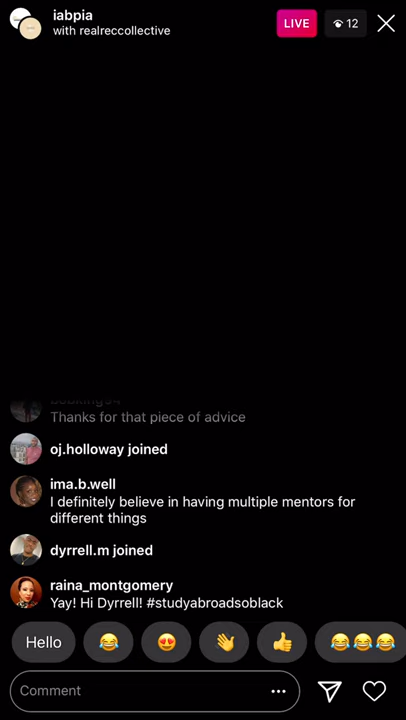 iabpia
with realreccollective
LIVE
12
Thanks for that piece of advice
oj.holloway joined
ima.b.well
I definitely believe in having multiple mentors for
different things
dyrrell.m joined
raina_montgomery
Yay! Hi Dyrrell! #studyabroadsoblack
Hello
Comment